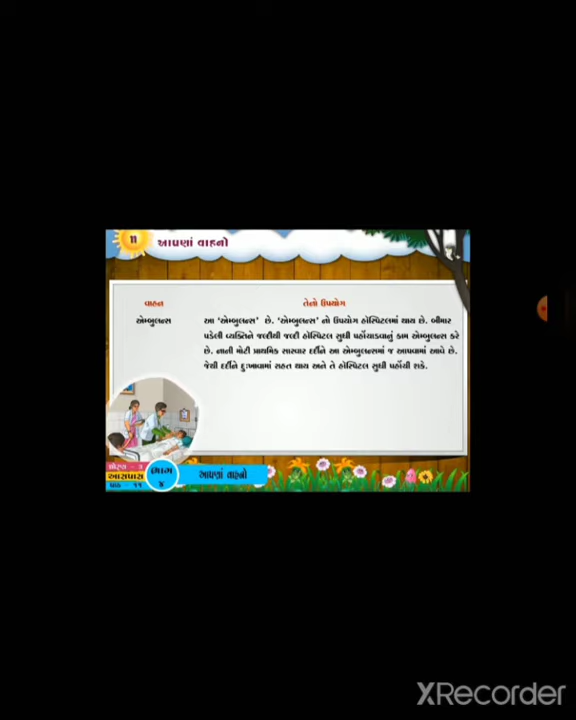 11 આપણાં વાહનો
વાહન તેનો ઉપયોગ
એમ્બુલન્સ આ ‘એમ્બુલન્સ’ છે. ‘એમ્બુલન્સ’ નો ઉપયોગ હોસ્પિટલમાં થાય છે. બીમાર
પડેલી વ્યક્તિને જલ્દીથી જલ્દી હોસ્પિટલ સુધી પહોંચાડવાનું કામ એમ્બુલન્સ કરે
છે. નાની મોટી પ્રાથમિક સારવાર દર્દીને આ એમ્બુલન્સમાં જ આપવામાં આવે છે.
જેથી દર્દીને દુઃખાવામાં રાહત થાય અને તે હોસ્પિટલ સુધી પહોંચી શકે.
ધોરણ - ૩
આસપાસ
પાઠ - ૧૧
ભાગ
૪
આપણાં વાહનો
XRecorder